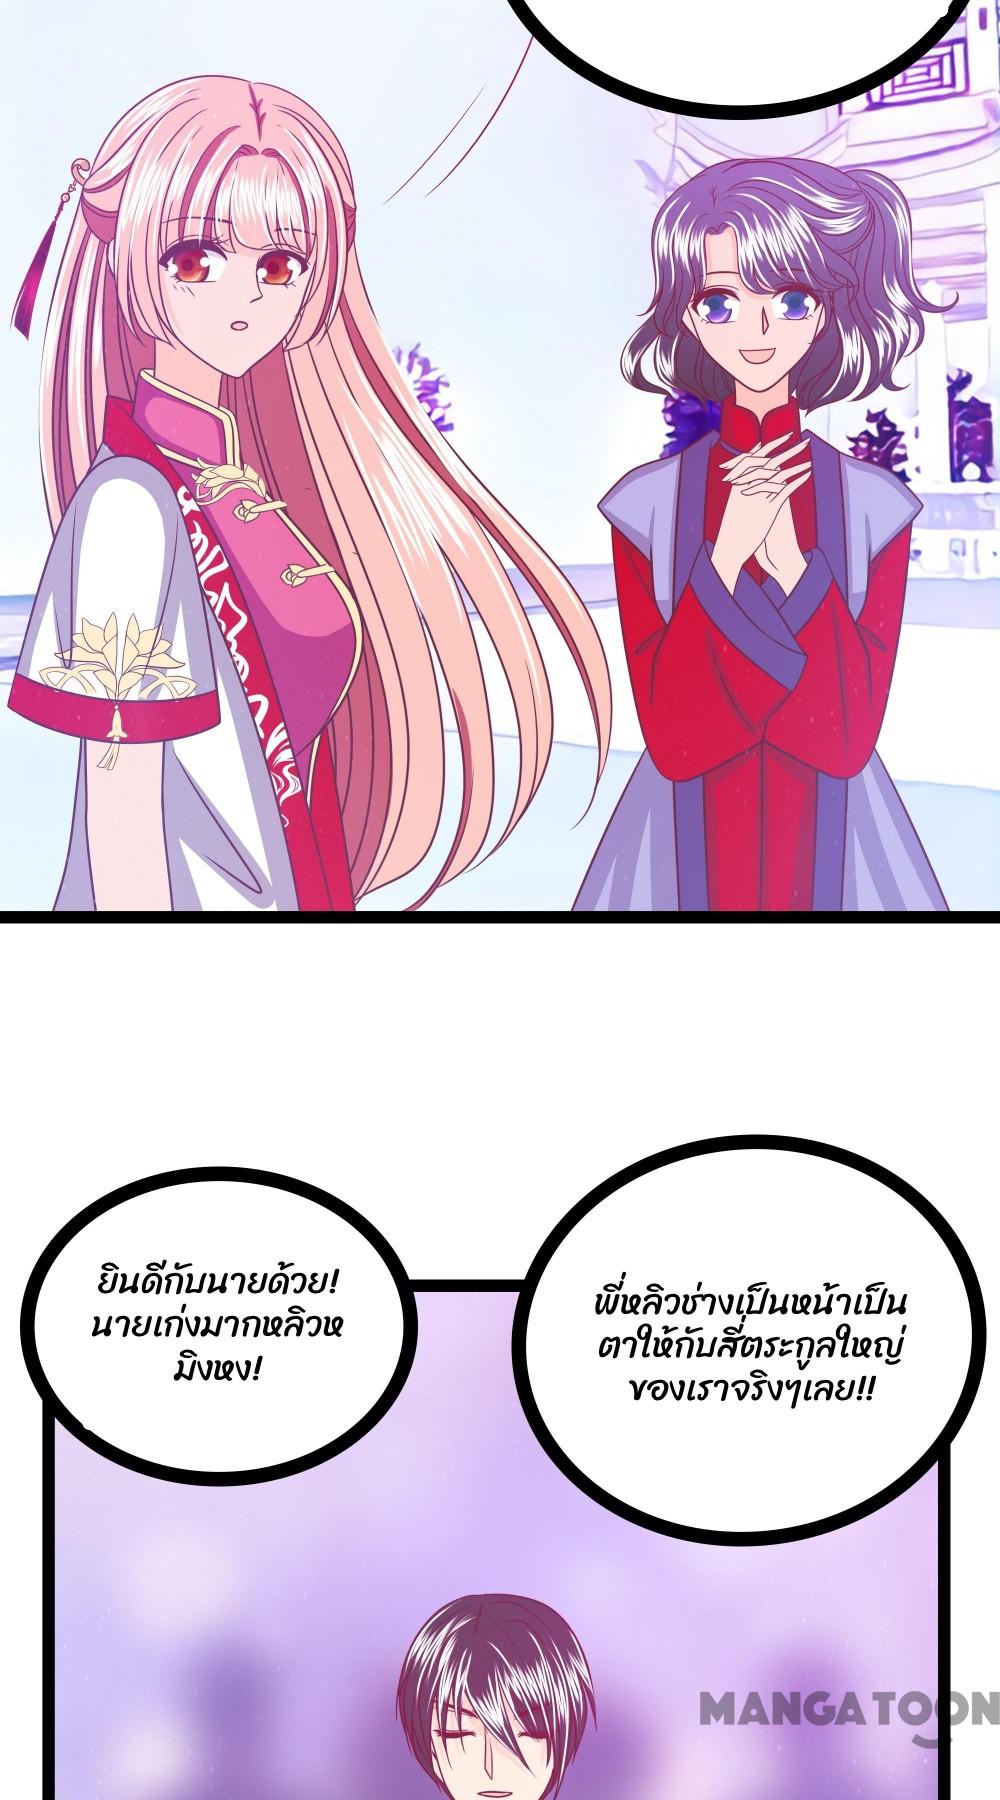 ยินดีกับนายด้วย!
นายเก่งมากหลิวห
มิงหง!
พี่หลิวช่างเป็นหน้าเป็น
ตาให้กับสี่ตระกูลใหญ่
ของเราจริงๆเลย!!
MANGATOON